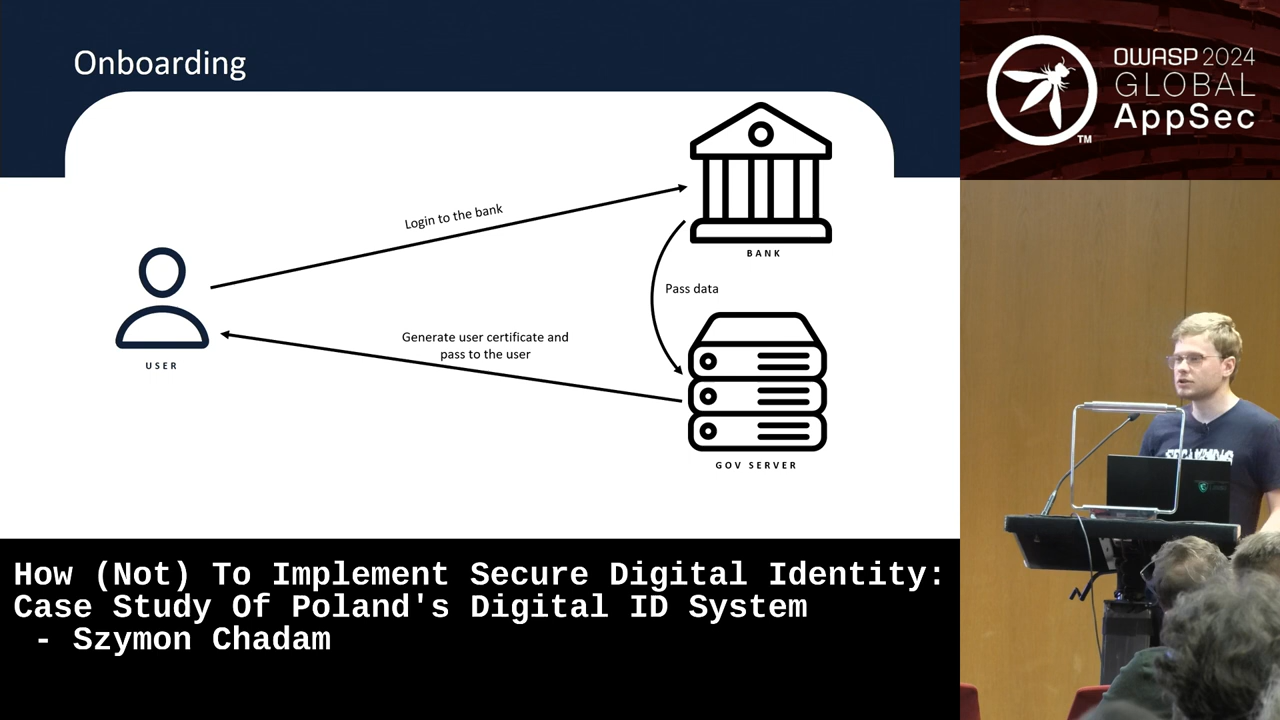 Onboarding
Login to the bank
BANK
Pass data
Generate user certificate and
pass to the user
USER
GOV SERVER
OWASP 2024
GLOBAL
AppSec
TM
How (Not) To Implement Secure Digital Identity:
Case Study Of Poland's Digital ID System
- Szymon Chadam